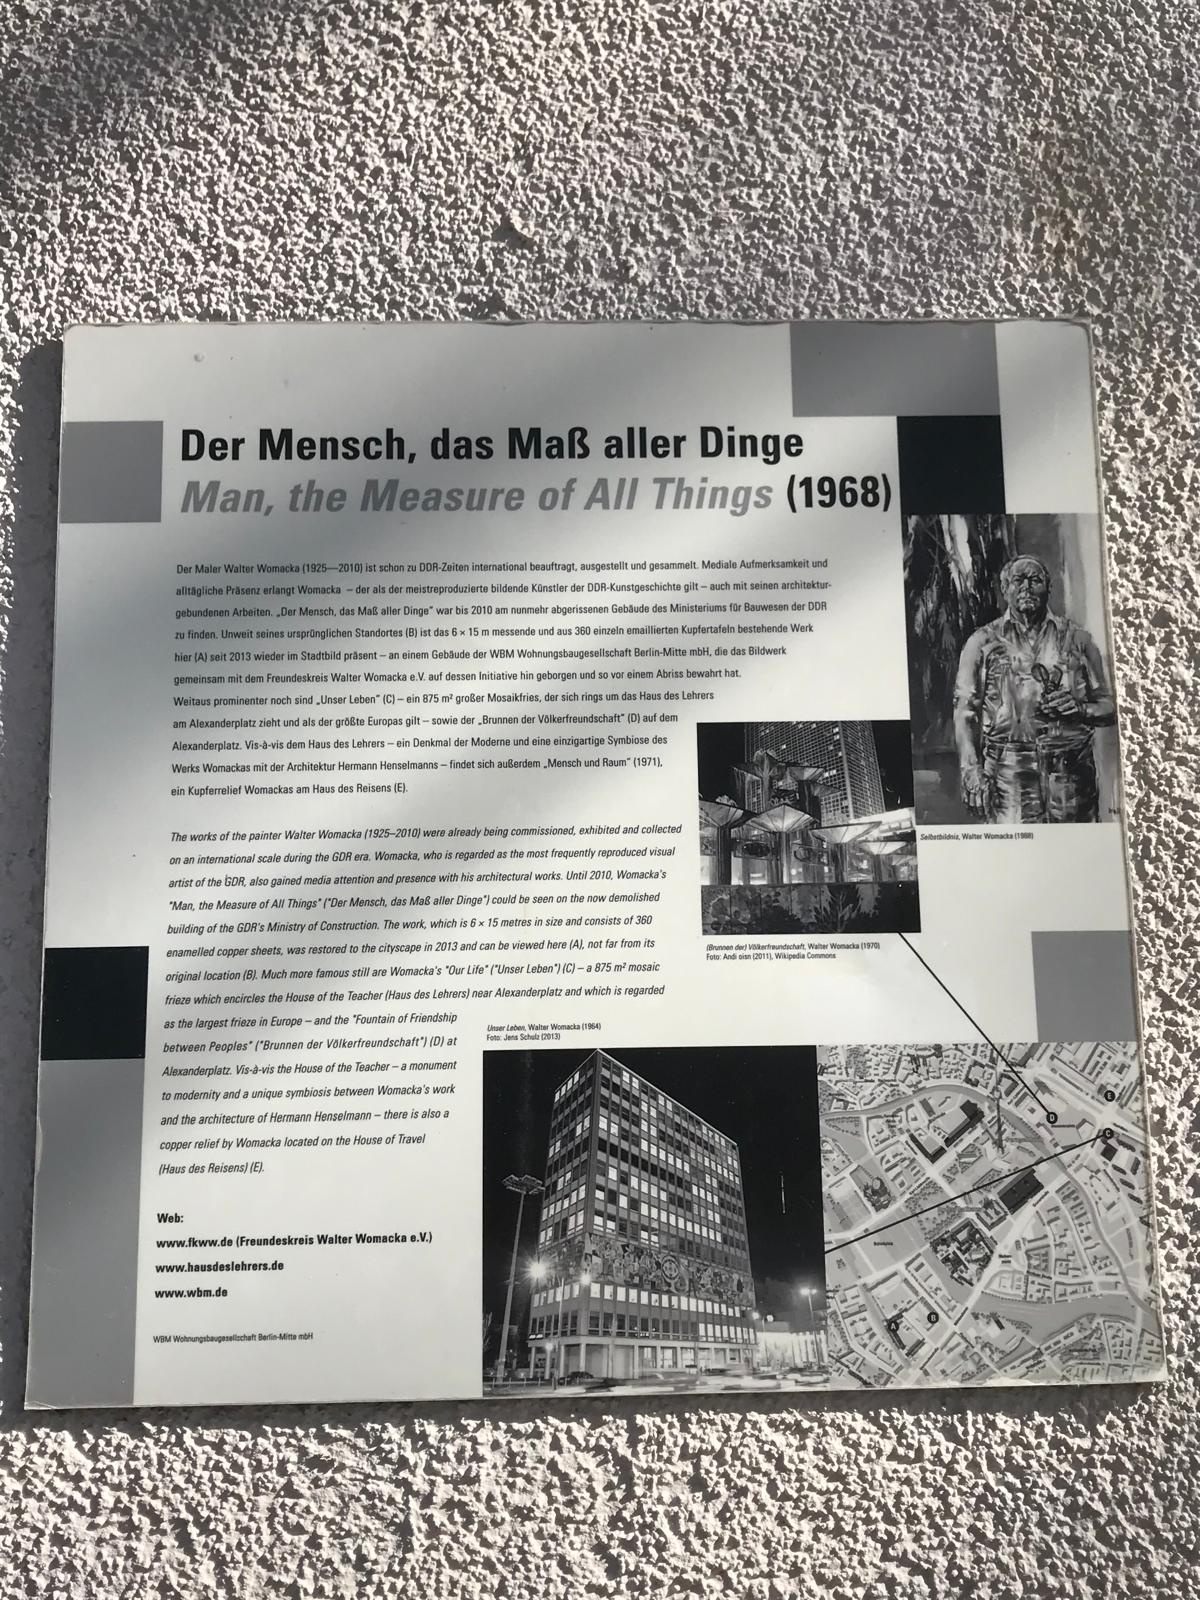 Der Mensch, das Maß aller Dinge
Man, the Measure of All Things (1968)
Der Maler Walter Womacka (1925—2010) ist schon zu DDR-Zeiten international beauftragt, ausgestellt und gesammelt. Mediale Aufmerksamkeit und
alltägliche Präsenz erlangt Womacka – der als der meistreproduzierte bildende Künstler der DDR-Kunstgeschichte gilt – auch mit seinen architektur-
gebundenen Arbeiten. „Der Mensch, das Maß aller Dinge" war bis 2010 am nunmehr abgerissenen Gebäude des Ministeriums für Bauwesen der DDR
zu finden. Unweit seines ursprünglichen Standortes (B) ist das 6 × 15 m messende und aus 360 einzeln emaillierten Kupfertafeln bestehende Werk
hier (A) seit 2013 wieder im Stadtbild präsent – an einem Gebäude der WBM Wohnungsbaugesellschaft Berlin-Mitte mbH, die das Bildwerk
gemeinsam mit dem Freundeskreis Walter Womacka e.V. auf dessen Initiative hin geborgen und so vor einem Abriss bewahrt hat.
Weitaus prominenter noch sind „Unser Leben" (C) – ein 875 m² großer Mosaikfries, der sich rings um das Haus des Lehrers
am Alexanderplatz zieht und als der größte Europas gilt – sowie der „Brunnen der Völkerfreundschaft" (D) auf dem
Alexanderplatz. Vis-à-vis dem Haus des Lehrers – ein Denkmal der Moderne und eine einzigartige Symbiose des
Werks Womackas mit der Architektur Hermann Henselmanns – findet sich außerdem „Mensch und Raum" (1971),
ein Kupferrelief Womackas am Haus des Reisens (E).
The works of the painter Walter Womacka (1925–2010) were already being commissioned, exhibited and collected
on an international scale during the GDR era. Womacka, who is regarded as the most frequently reproduced visual
artist of the GDR, also gained media attention and presence with his architectural works. Until 2010, Womacka's
"Man, the Measure of All Things" ("Der Mensch, das Maß aller Dinge") could be seen on the now demolished
building of the GDR's Ministry of Construction. The work, which is 6 × 15 metres in size and consists of 360
enamelled copper sheets, was restored to the cityscape in 2013 and can be viewed here (A), not far from its
original location (B). Much more famous still are Womacka's "Our Life" ("Unser Leben") (C) – a 875 m² mosaic
frieze which encircles the House of the Teacher (Haus des Lehrers) near Alexanderplatz and which is regarded
as the largest frieze in Europe – and the "Fountain of Friendship
between Peoples" ("Brunnen der Völkerfreundschaft") (D) at
Alexanderplatz. Vis-à-vis the House of the Teacher – a monument
to modernity and a unique symbiosis between Womacka's work
and the architecture of Hermann Henselmann – there is also a
copper relief by Womacka located on the House of Travel
(Haus des Reisens) (E).
Web:
www.fkww.de (Freundeskreis Walter Womacka e.V.)
www.hausdeslehrers.de
www.wbm.de
WBM Wohnungsbaugesellschaft Berlin-Mitte mbH
Selbstbildnis, Walter Womacka (1988)
(Brunnen der) Völkerfreundschaft, Walter Womacka (1970)
Foto: Andi oisn (2011), Wikipedia Commons
Unser Leben, Walter Womacka (1964)
Foto: Jens Schulz (2013)
E
D
C
B
A